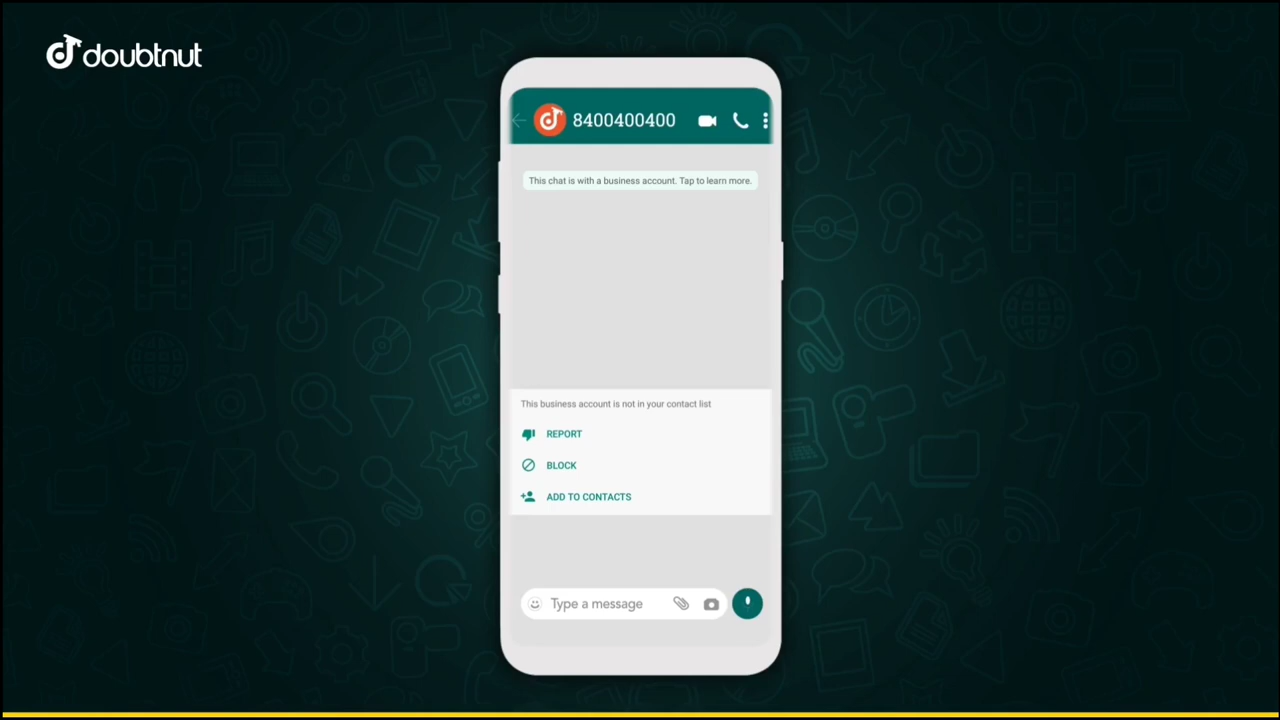 doubtnut
8400400400
This chat is with a business account. Tap to learn more.
This business account is not in your contact list
REPORT
BLOCK
ADD TO CONTACTS
Type a message